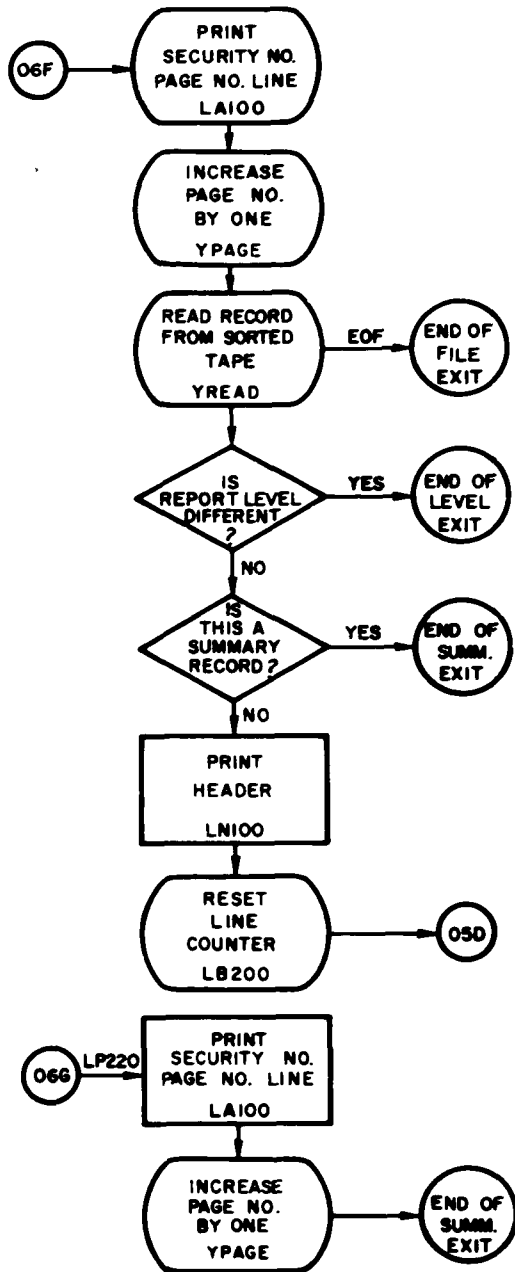 06F
PRINT
SECURITY NO.
PAGE NO. LINE
LA100
INCREASE
PAGE NO.
BY ONE
YPAGE
READ RECORD
FROM SORTED
TAPE
YREAD
EOF
END OF
FILE
EXIT
IS
REPORT LEVEL
DIFFERENT
?
YES
END OF
LEVEL
EXIT
NO
IS
THIS A
SUMMARY
RECORD?
YES
END OF
SUMM.
EXIT
NO
PRINT
HEADER
LN100
RESET
LINE
COUNTER
LB200
05D
06G
LP220
PRINT
SECURITY NO.
PAGE NO. LINE
LA100
INCREASE
PAGE NO.
BY ONE
YPAGE
END OF
SUMM.
EXIT